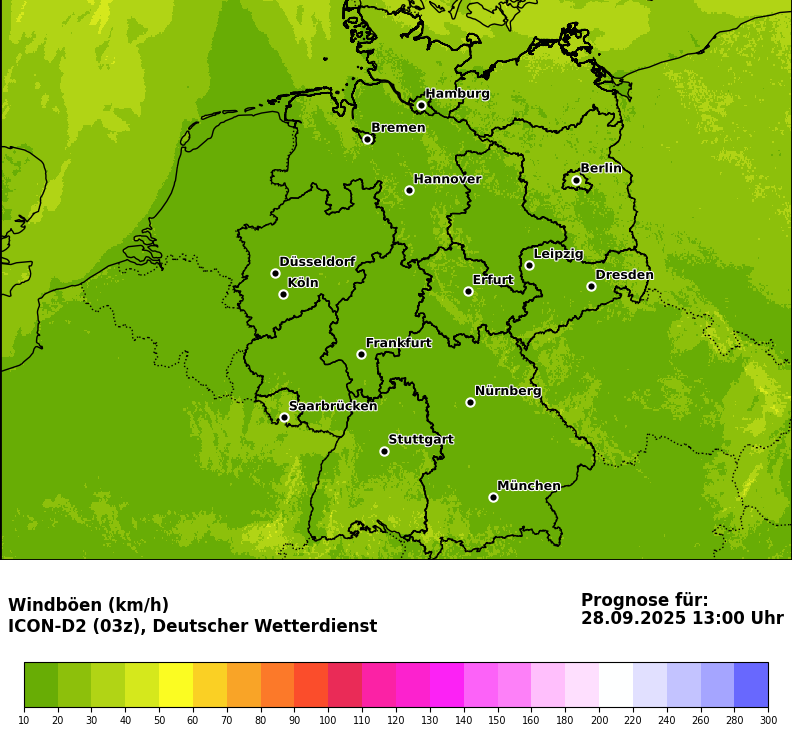 Hamburg
Bremen
Berlin
Hannover
Leipzig
Düsseldorf
Dresden
Köln
Erfurt
Frankfurt
Nürnberg
Saarbrücken
Stuttgart
München
Windböen (km/h)
ICON-D2 (03z), Deutscher Wetterdienst
Prognose für:
28.09.2025 13:00 Uhr
10 20 30 40 50 60 70 80 90 100 110 120 130 140 150 160 180 200 220 240 260 280 300